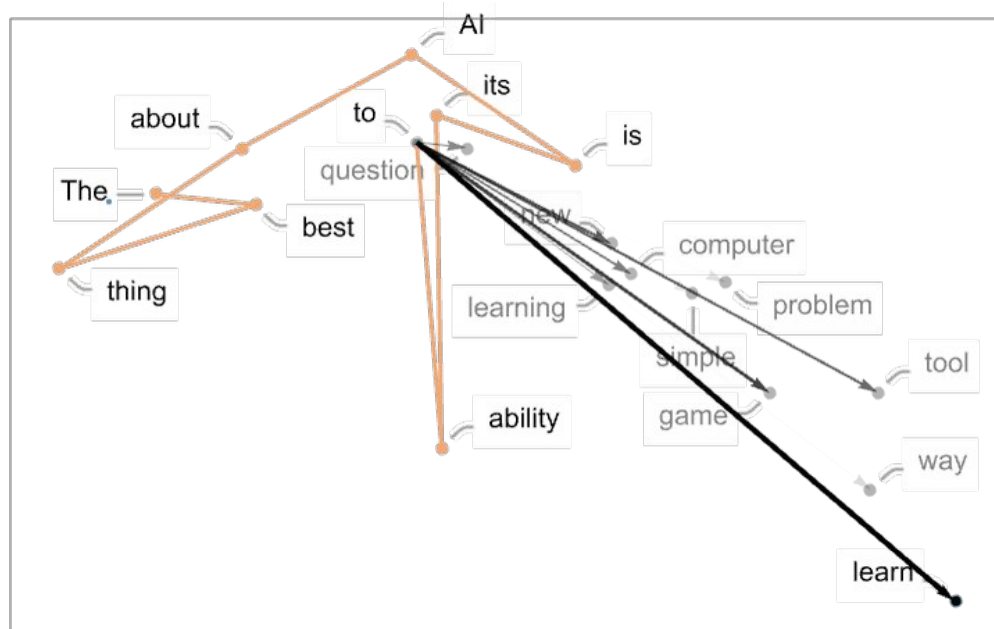 AI
its
to
about
is
question
The
new
best
computer
thing
learning
problem
simple
tool
game
ability
way
learn